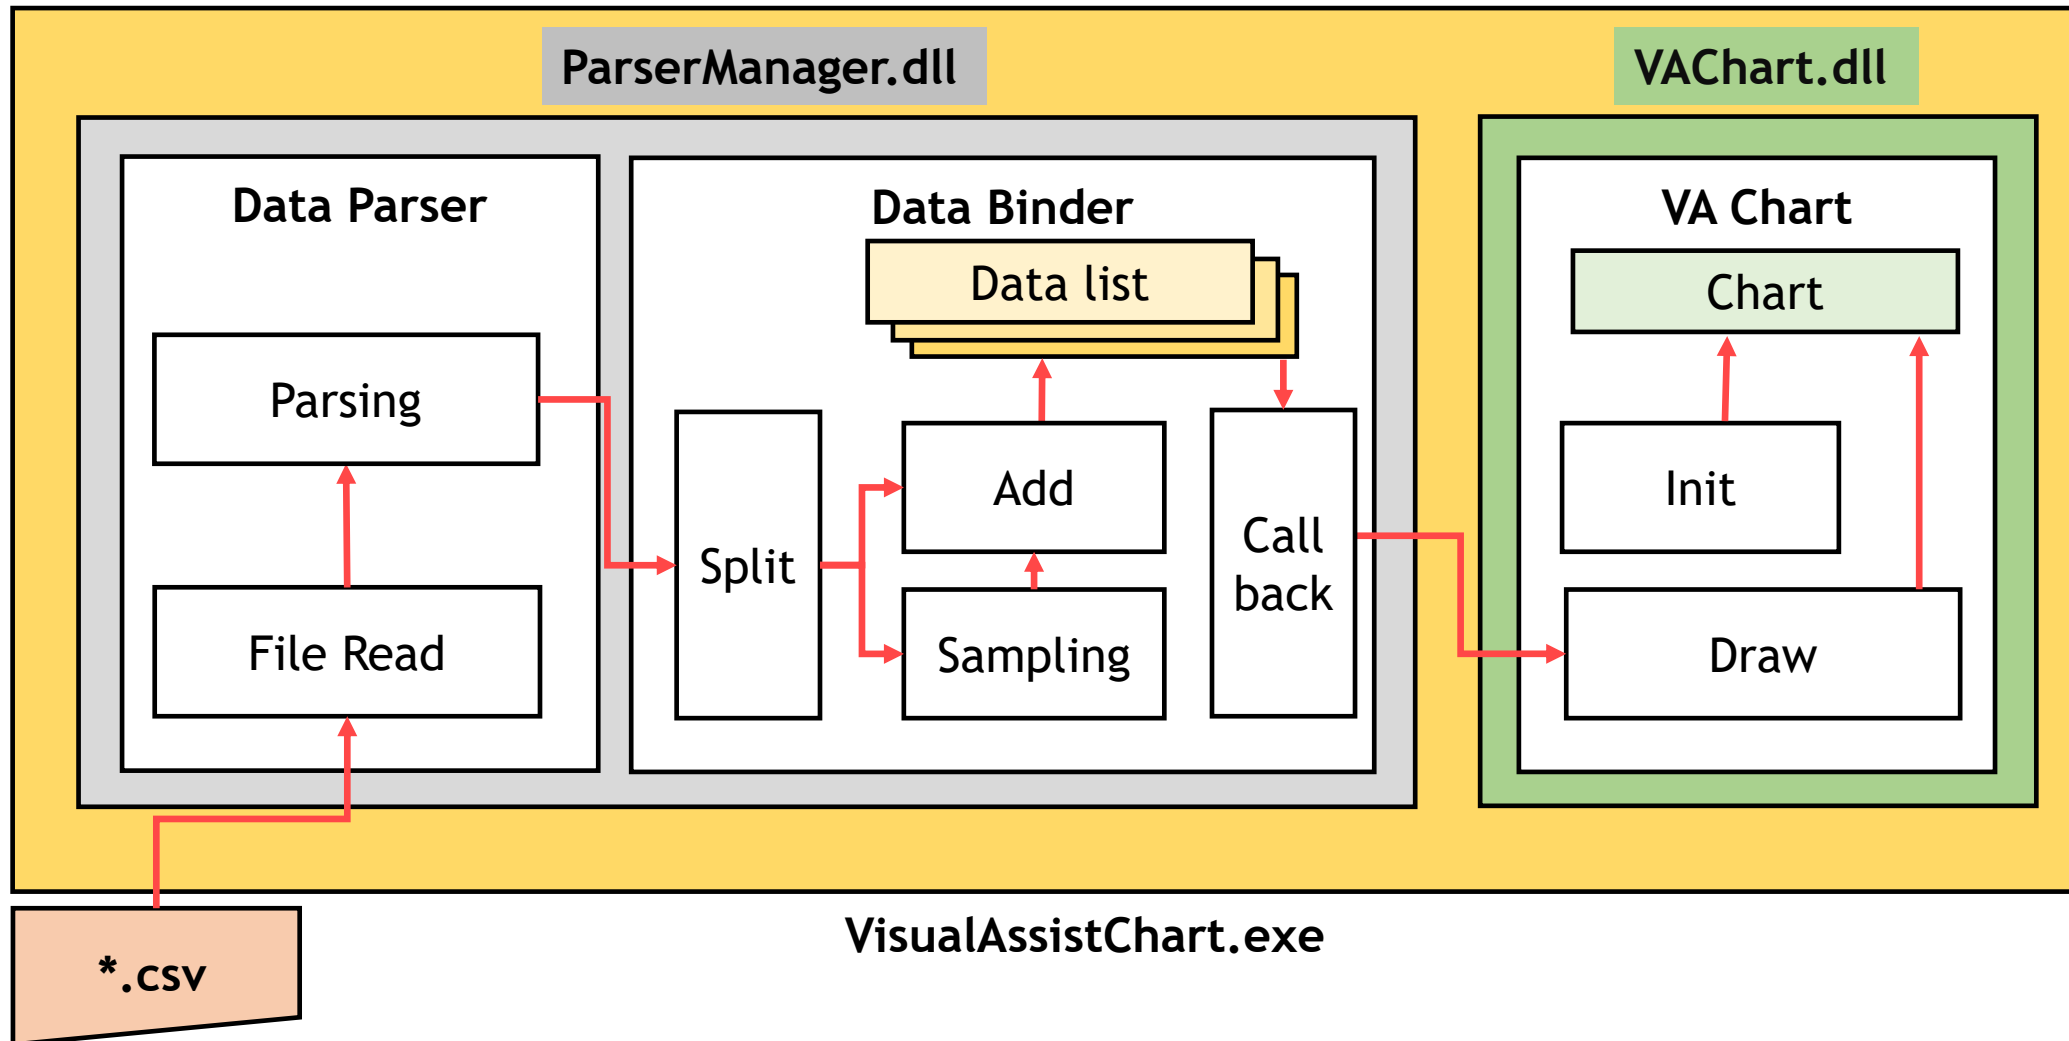 ParserManager.dll
VAChart.dll
Data Parser
Parsing
File Read
Data Binder
Data list
Split
Add
Sampling
Call
back
VA Chart
Chart
Init
Draw
VisualAssistChart.exe
*.csv